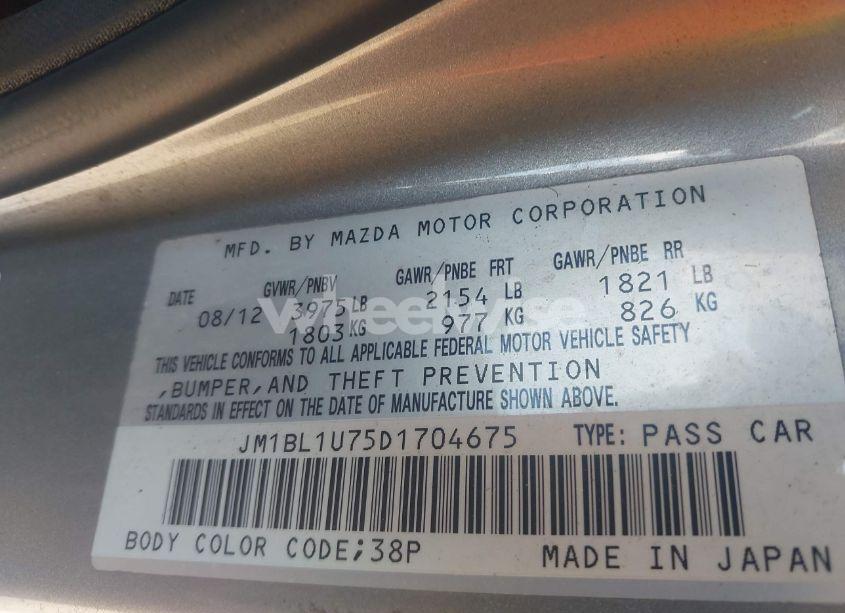 MFD. BY MAZDA MOTOR CORPORATION
DATE GVWR/PNBV GAWR/PNBE FRT GAWR/PNBE RR
08/12 3975 LB 2154 LB 1821 LB
1803 KG 977 KG 826 KG
wheelwise
THIS VEHICLE CONFORMS TO ALL APPLICABLE FEDERAL MOTOR VEHICLE SAFETY
,BUMPER,AND THEFT PREVENTION
STANDARDS IN EFFECT ON THE DATE OF MANUFACTURE SHOWN ABOVE.
JM1BL1U75D1704675 TYPE: PASS CAR
BODY COLOR CODE;38P MADE IN JAPAN